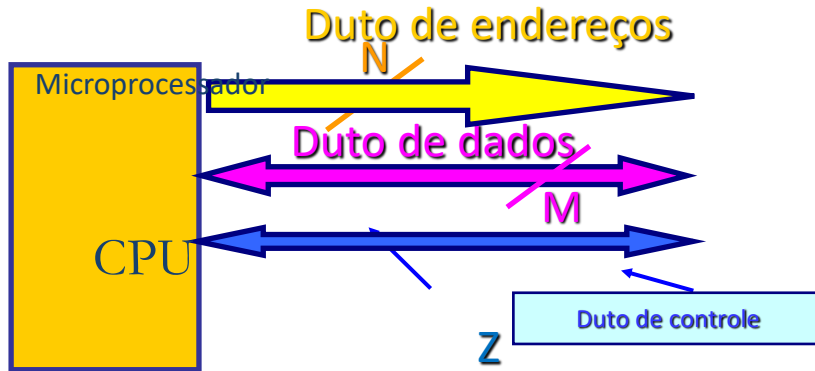 Duto de endereços
N
Microprocessador
Duto de dados
M
CPU
Duto de controle
Z